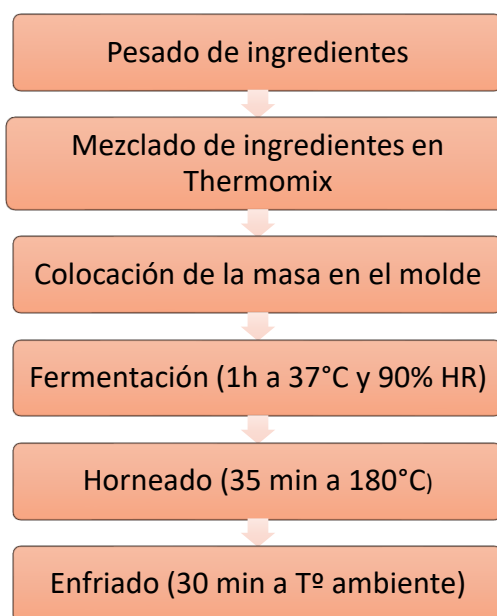 Pesado de ingredientes
Mezclado de ingredientes en
Thermomix
Colocación de la masa en el molde
Fermentación (1h a 37°C y 90% HR)
Horneado (35 min a 180°C)
Enfriado (30 min a Tº ambiente)